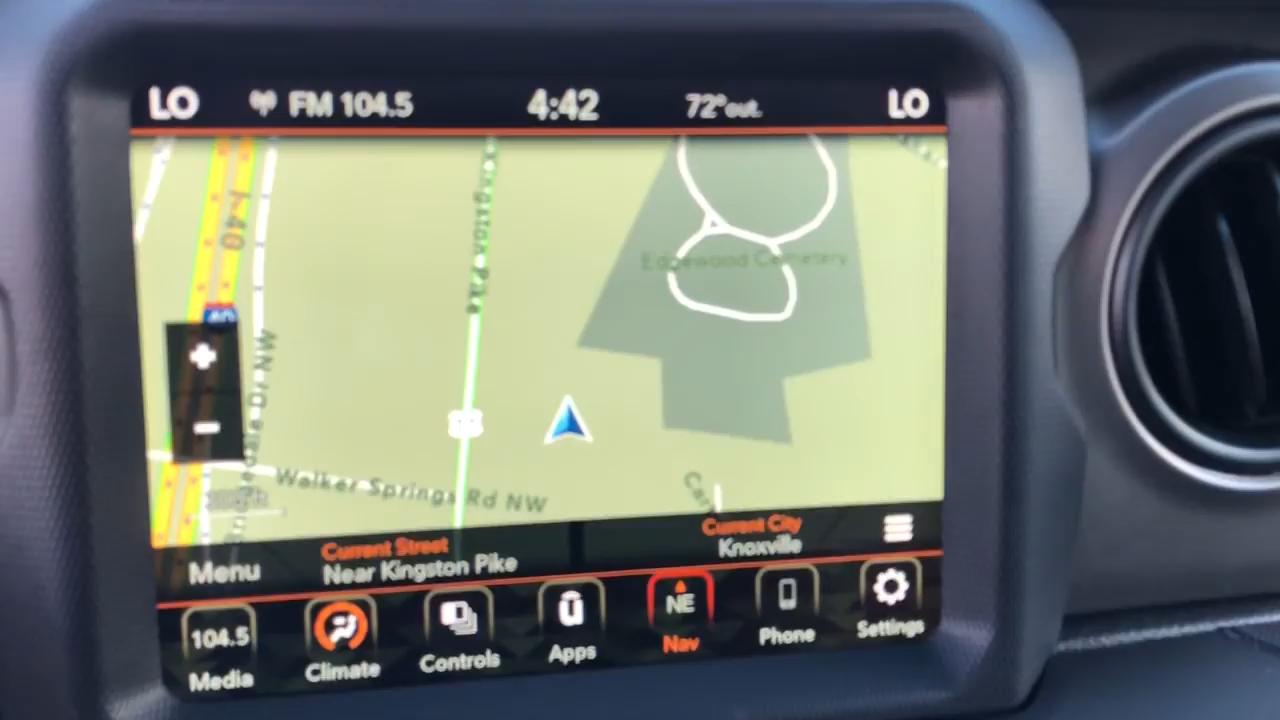 LO FM 104.5 4:42 72°out. LO
I-40
Kingston Pike
Edgewood Cemetery
40
Walker Springs Rd NW
Current Street
Near Kingston Pike
Current City
Knoxville
Menu
104.5
Media
Climate
Controls
Apps
NE
Nav
Phone
Settings